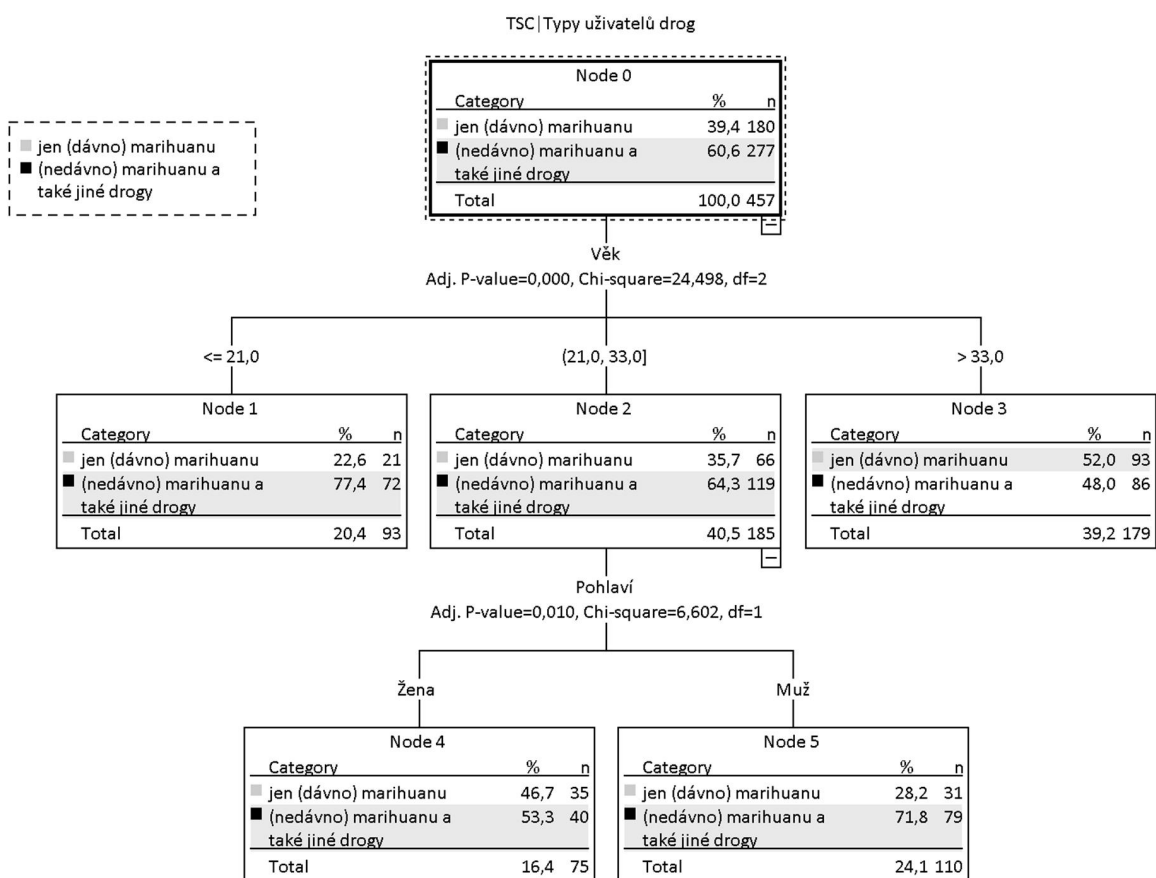 TSC|Typy uživatelů drog
Node 0
Category % n
jen (dávno) marihuanu 39,4 180
(nedávno) marihuanu a 60,6 277
také jiné drogy
Total 100,0 457
jen (dávno) marihuanu
(nedávno) marihuanu a
také jiné drogy
Věk
Adj. P-value=0,000, Chi-square=24,498, df=2
<= 21,0
(21,0, 33,0]
> 33,0
Node 1
Category % n
jen (dávno) marihuanu 22,6 21
(nedávno) marihuanu a 77,4 72
také jiné drogy
Total 20,4 93
Node 2
Category % n
jen (dávno) marihuanu 35,7 66
(nedávno) marihuanu a 64,3 119
také jiné drogy
Total 40,5 185
Node 3
Category % n
jen (dávno) marihuanu 52,0 93
(nedávno) marihuanu a 48,0 86
také jiné drogy
Total 39,2 179
Pohlaví
Adj. P-value=0,010, Chi-square=6,602, df=1
Žena
Muž
Node 4
Category % n
jen (dávno) marihuanu 46,7 35
(nedávno) marihuanu a 53,3 40
také jiné drogy
Total 16,4 75
Node 5
Category % n
jen (dávno) marihuanu 28,2 31
(nedávno) marihuanu a 71,8 79
také jiné drogy
Total 24,1 110